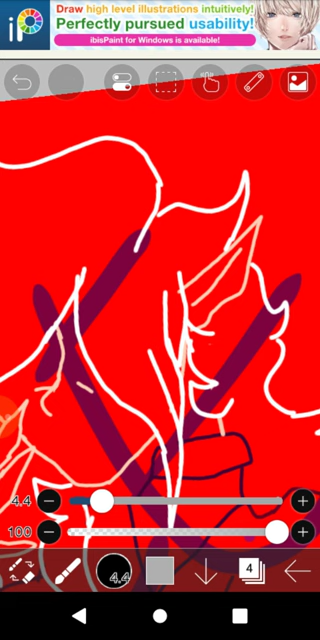 Draw high level illustrations intuitively!
Perfectly pursued usability!
ibisPaint for Windows is available!
iP
4.4
100
4.4
4